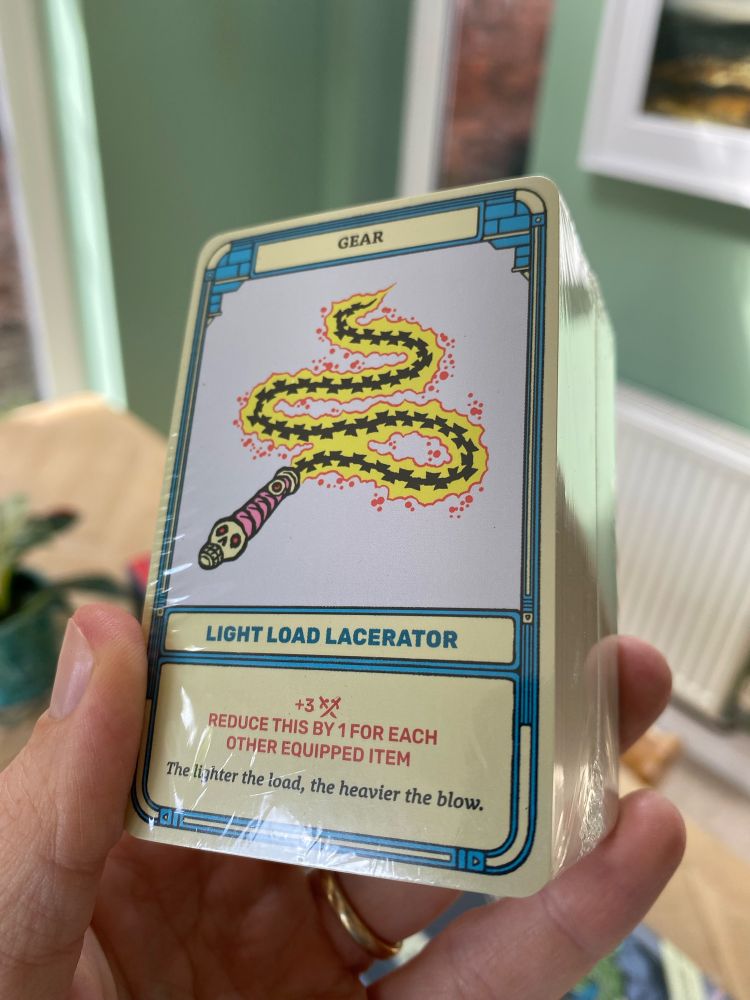 GEAR
LIGHT LOAD LACERATOR
+3
REDUCE THIS BY 1 FOR EACH
OTHER EQUIPPED ITEM
The lighter the load, the heavier the blow.